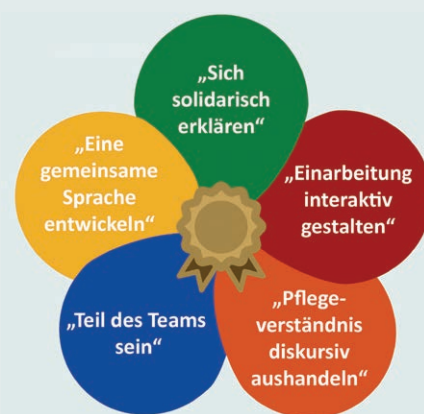 „Sich
solidarisch
erklären“
„Einarbeitung
interaktiv
gestalten“
„Pflege-
verständnis
diskursiv
aushandeln“
„Teil des Teams
sein“
„Eine
gemeinsame
Sprache
entwickeln“